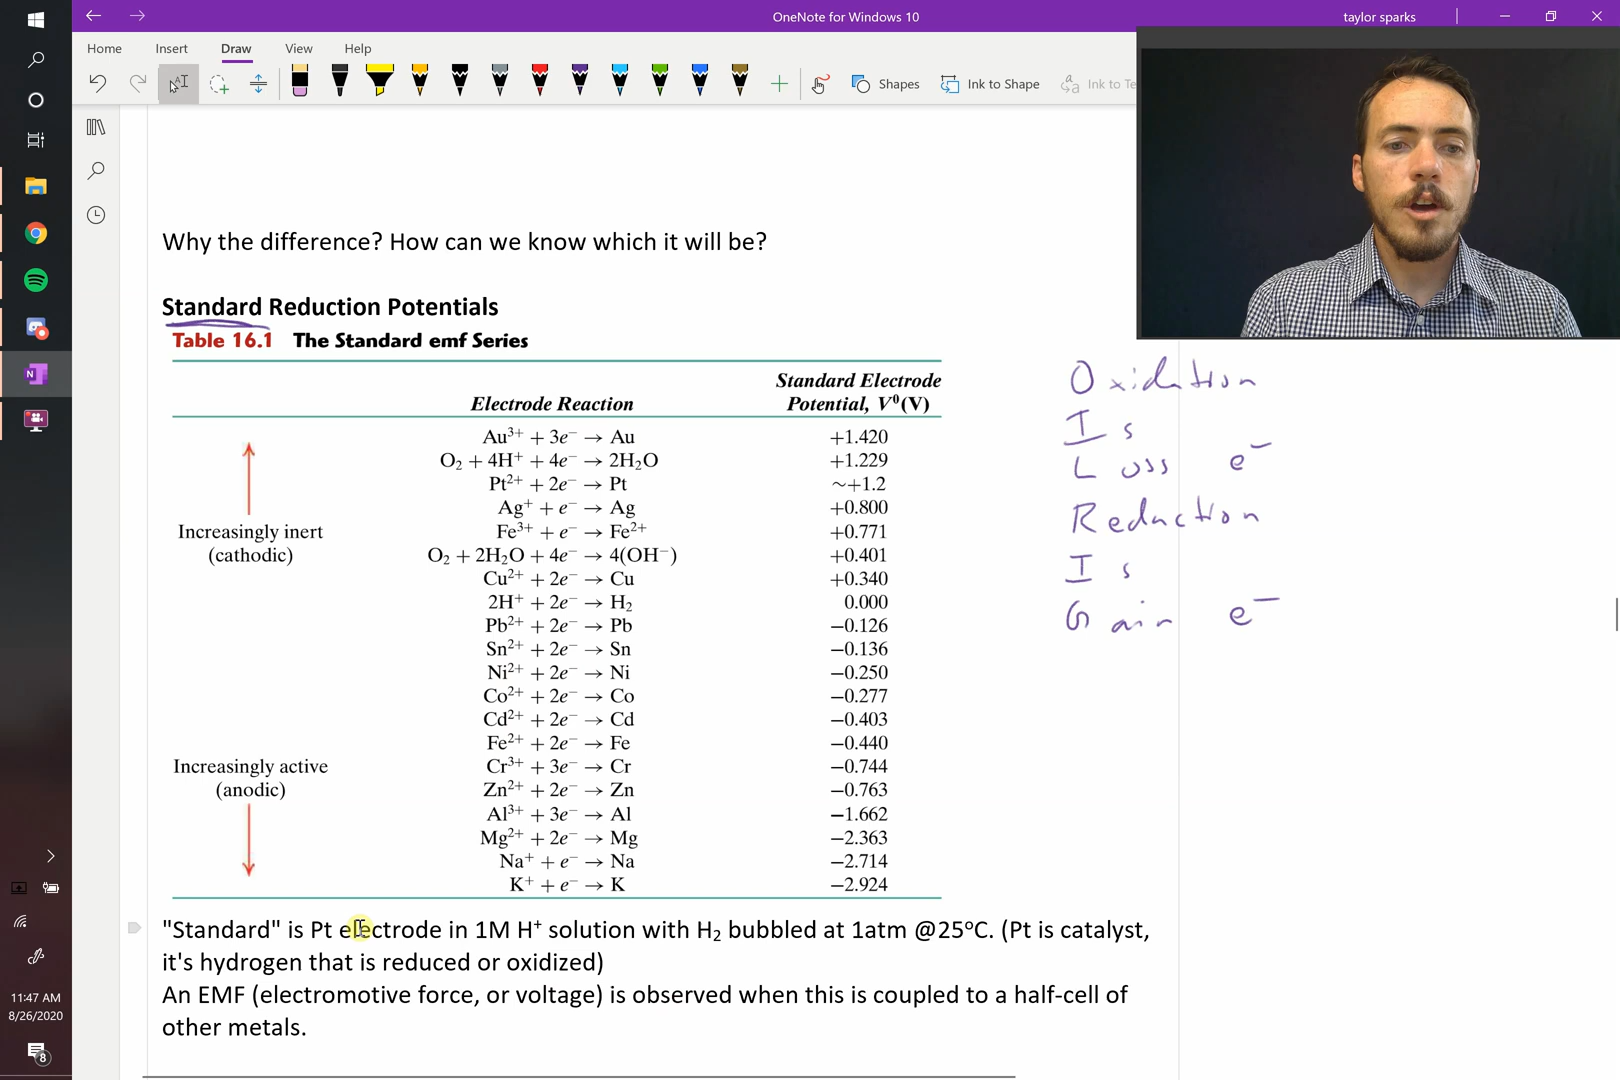 OneNote for Windows 10
taylor sparks
Home Insert Draw View Help
Shapes Ink to Shape Ink to Te
Why the difference? How can we know which it will be?
Standard Reduction Potentials
Table 16.1 The Standard emf Series
Electrode Reaction
Standard Electrode
Potential, V⁰(V)
Au³⁺ + 3e⁻ → Au +1.420
O₂ + 4H⁺ + 4e⁻ → 2H₂O +1.229
Pt²⁺ + 2e⁻ → Pt ~+1.2
Ag⁺ + e⁻ → Ag +0.800
Fe³⁺ + e⁻ → Fe²⁺ +0.771
O₂ + 2H₂O + 4e⁻ → 4(OH⁻) +0.401
Cu²⁺ + 2e⁻ → Cu +0.340
2H⁺ + 2e⁻ → H₂ 0.000
Pb²⁺ + 2e⁻ → Pb −0.126
Sn²⁺ + 2e⁻ → Sn −0.136
Ni²⁺ + 2e⁻ → Ni −0.250
Co²⁺ + 2e⁻ → Co −0.277
Cd²⁺ + 2e⁻ → Cd −0.403
Fe²⁺ + 2e⁻ → Fe −0.440
Cr³⁺ + 3e⁻ → Cr −0.744
Zn²⁺ + 2e⁻ → Zn −0.763
Al³⁺ + 3e⁻ → Al −1.662
Mg²⁺ + 2e⁻ → Mg −2.363
Na⁺ + e⁻ → Na −2.714
K⁺ + e⁻ → K −2.924
Increasingly inert
(cathodic)
Increasingly active
(anodic)
Oxidation
Is
Loss e⁻
Reduction
Is
Gain e⁻
"Standard" is Pt electrode in 1M H⁺ solution with H₂ bubbled at 1atm @25°C. (Pt is catalyst,
it's hydrogen that is reduced or oxidized)
An EMF (electromotive force, or voltage) is observed when this is coupled to a half-cell of
other metals.
11:47 AM
8/26/2020
8